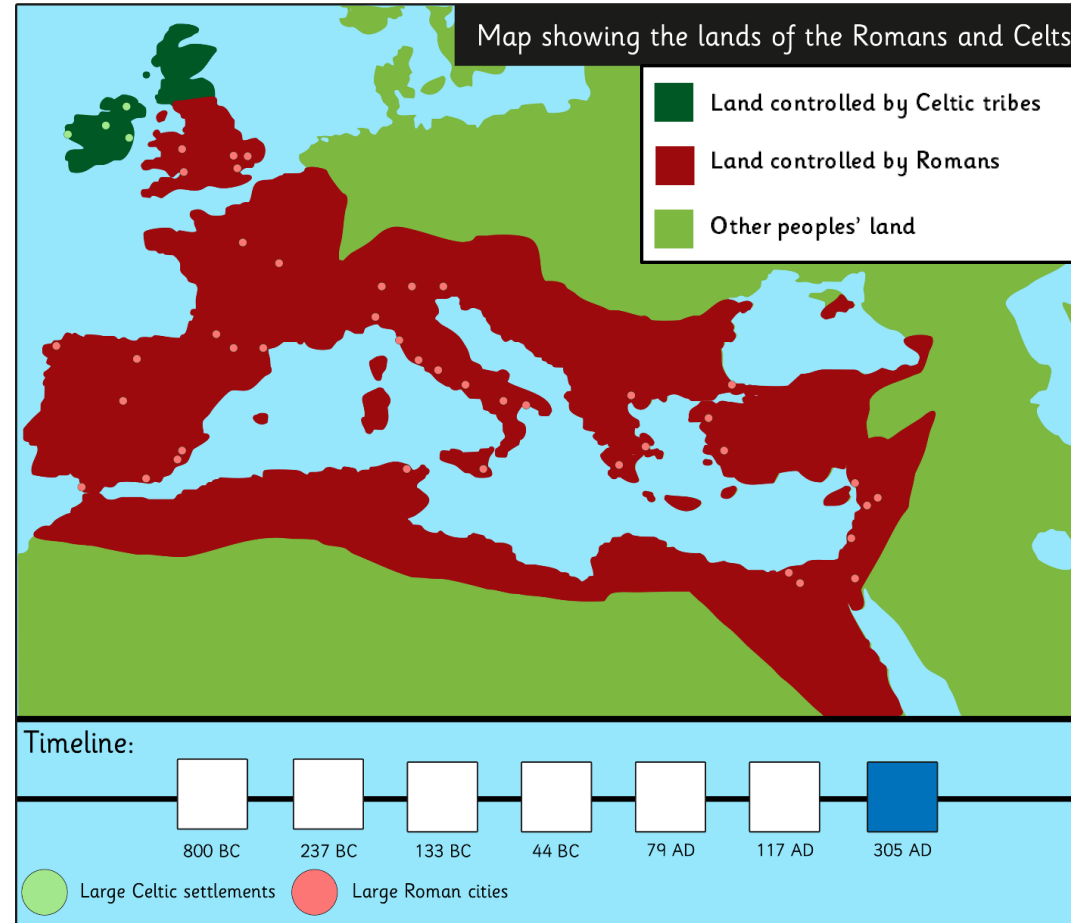 Map showing the lands of the Romans and Celts
Land controlled by Celtic tribes
Land controlled by Romans
Other peoples’ land
Timeline:
800 BC
237 BC
133 BC
44 BC
79 AD
117 AD
305 AD
Large Celtic settlements
Large Roman cities